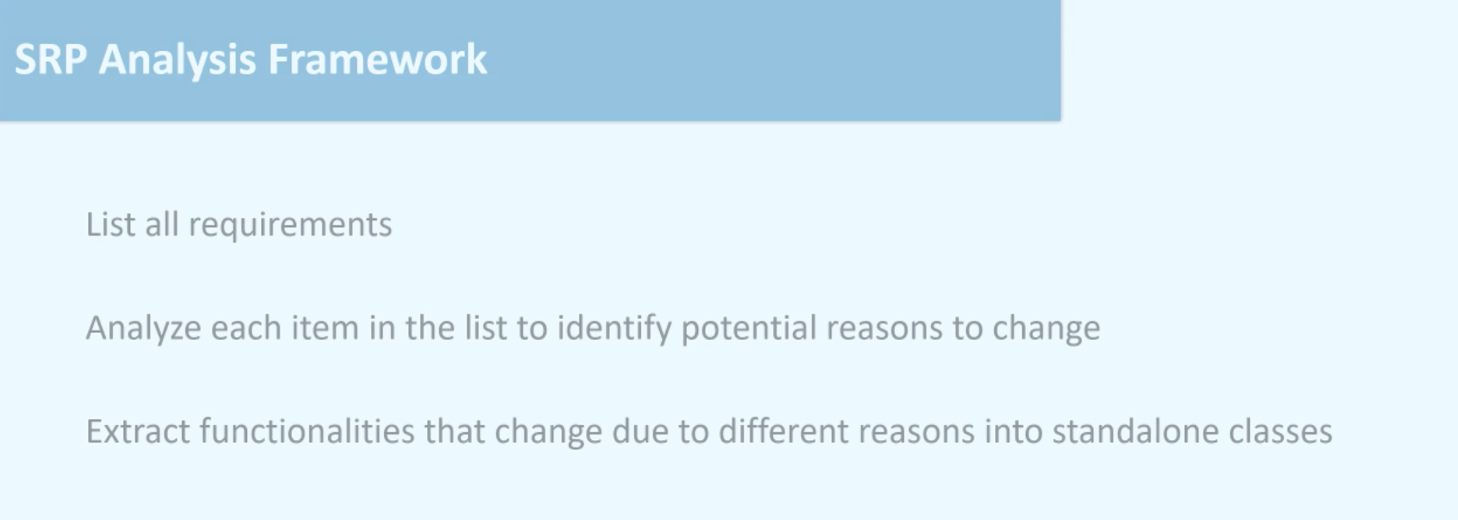 SRP Analysis Framework
List all requirements
Analyze each item in the list to identify potential reasons to change
Extract functionalities that change due to different reasons into standalone classes